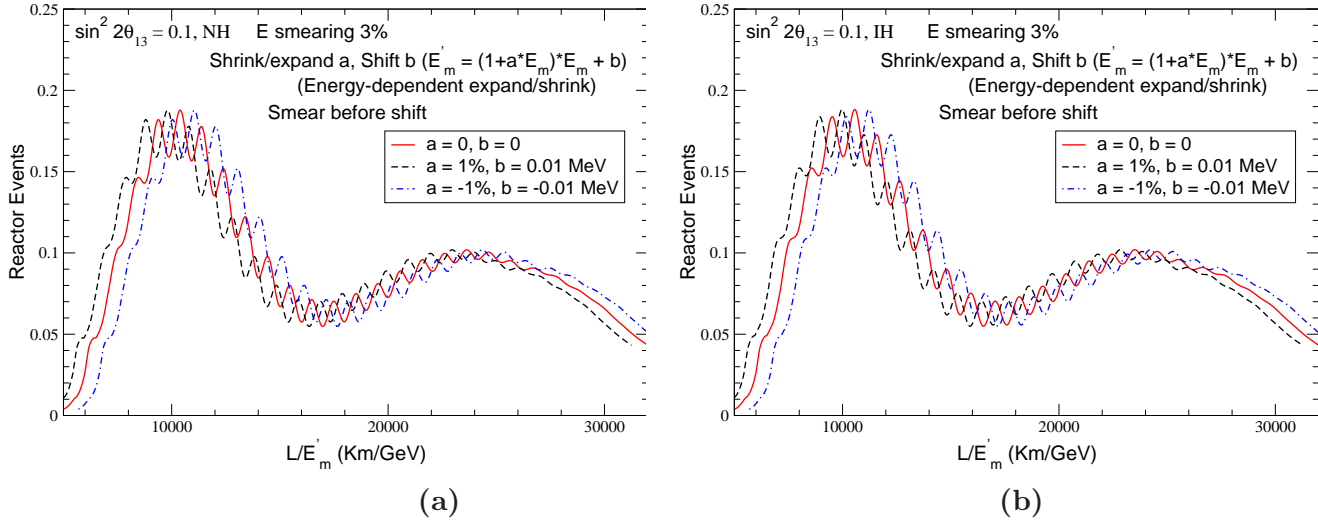 sin² 2θ₁₃ = 0.1, NH E smearing 3%
Shrink/expand a, Shift b (E'ₘ = (1+a*Eₘ)*Eₘ + b)
(Energy-dependent expand/shrink)
Smear before shift
a = 0, b = 0
a = 1%, b = 0.01 MeV
a = -1%, b = -0.01 MeV
Reactor Events
0.25
0.2
0.15
0.1
0.05
0
10000 20000 30000
L/E'ₘ (Km/GeV)
(a)
sin² 2θ₁₃ = 0.1, IH E smearing 3%
Shrink/expand a, Shift b (E'ₘ = (1+a*Eₘ)*Eₘ + b)
(Energy-dependent expand/shrink)
Smear before shift
a = 0, b = 0
a = 1%, b = 0.01 MeV
a = -1%, b = -0.01 MeV
Reactor Events
0.25
0.2
0.15
0.1
0.05
0
10000 20000 30000
L/E'ₘ (Km/GeV)
(b)